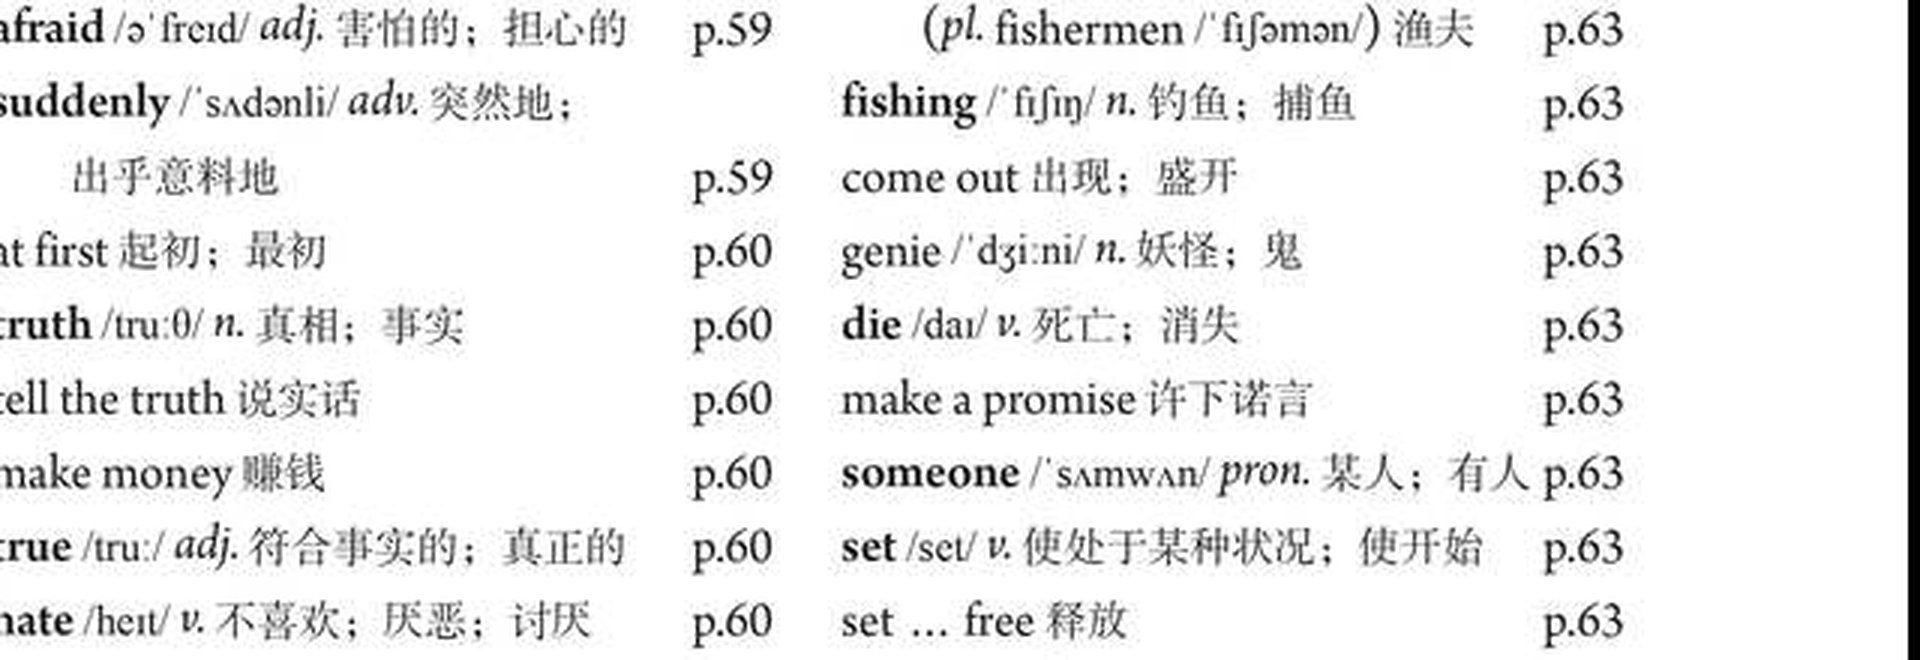 afraid /əˈfreɪd/ adj. 害怕的；担心的 p.59
suddenly /ˈsʌdənli/ adv. 突然地；
出乎意料地 p.59
at first 起初；最初 p.60
truth /truːθ/ n. 真相；事实 p.60
tell the truth 说实话 p.60
make money 赚钱 p.60
true /truː/ adj. 符合事实的；真正的 p.60
hate /heɪt/ v. 不喜欢；厌恶；讨厌 p.60
(pl. fishermen /ˈfɪʃəmən/) 渔夫 p.63
fishing /ˈfɪʃɪŋ/ n. 钓鱼；捕鱼 p.63
come out 出现；盛开 p.63
genie /ˈdʒiːni/ n. 妖怪；鬼 p.63
die /daɪ/ v. 死亡；消失 p.63
make a promise 许下诺言 p.63
someone /ˈsʌmwʌn/ pron. 某人；有人 p.63
set /set/ v. 使处于某种状况；使开始 p.63
set … free 释放 p.63